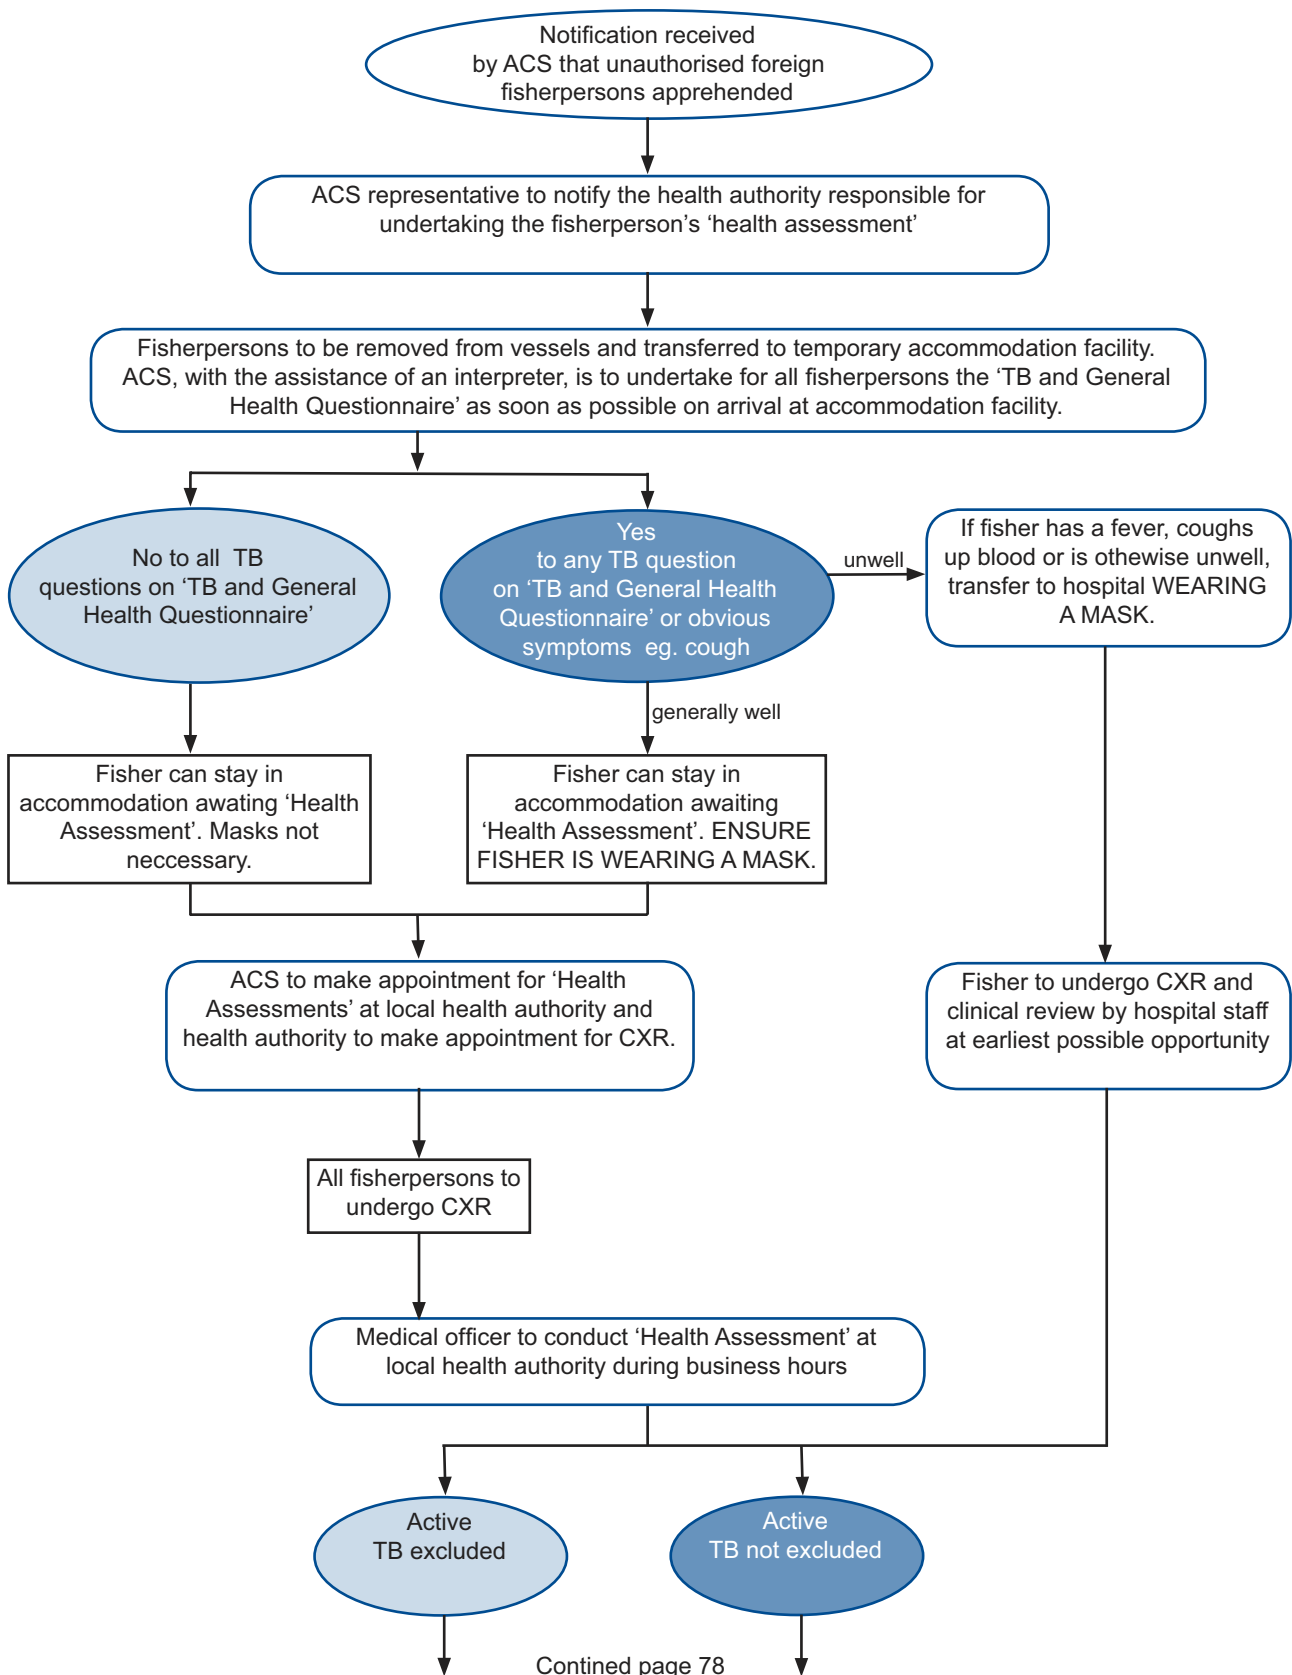 Notification received
by ACS that unauthorised foreign
fisherpersons apprehended
ACS representative to notify the health authority responsible for
undertaking the fisherperson’s ‘health assessment’
Fisherpersons to be removed from vessels and transferred to temporary accommodation facility.
ACS, with the assistance of an interpreter, is to undertake for all fisherpersons the ‘TB and General
Health Questionnaire’ as soon as possible on arrival at accommodation facility.
No to all TB
questions on ‘TB and General
Health Questionnaire’
Yes
to any TB question
on ‘TB and General Health
Questionnaire’ or obvious
symptoms eg. cough
unwell
If fisher has a fever, coughs
up blood or is othewise unwell,
transfer to hospital WEARING
A MASK.
generally well
Fisher can stay in
accommodation awating ‘Health
Assessment’. Masks not
neccessary.
Fisher can stay in
accommodation awaiting
‘Health Assessment’. ENSURE
FISHER IS WEARING A MASK.
ACS to make appointment for ‘Health
Assessments’ at local health authority and
health authority to make appointment for CXR.
Fisher to undergo CXR and
clinical review by hospital staff
at earliest possible opportunity
All fisherpersons to
undergo CXR
Medical officer to conduct ‘Health Assessment’ at
local health authority during business hours
Active
TB excluded
Active
TB not excluded
Contined page 78